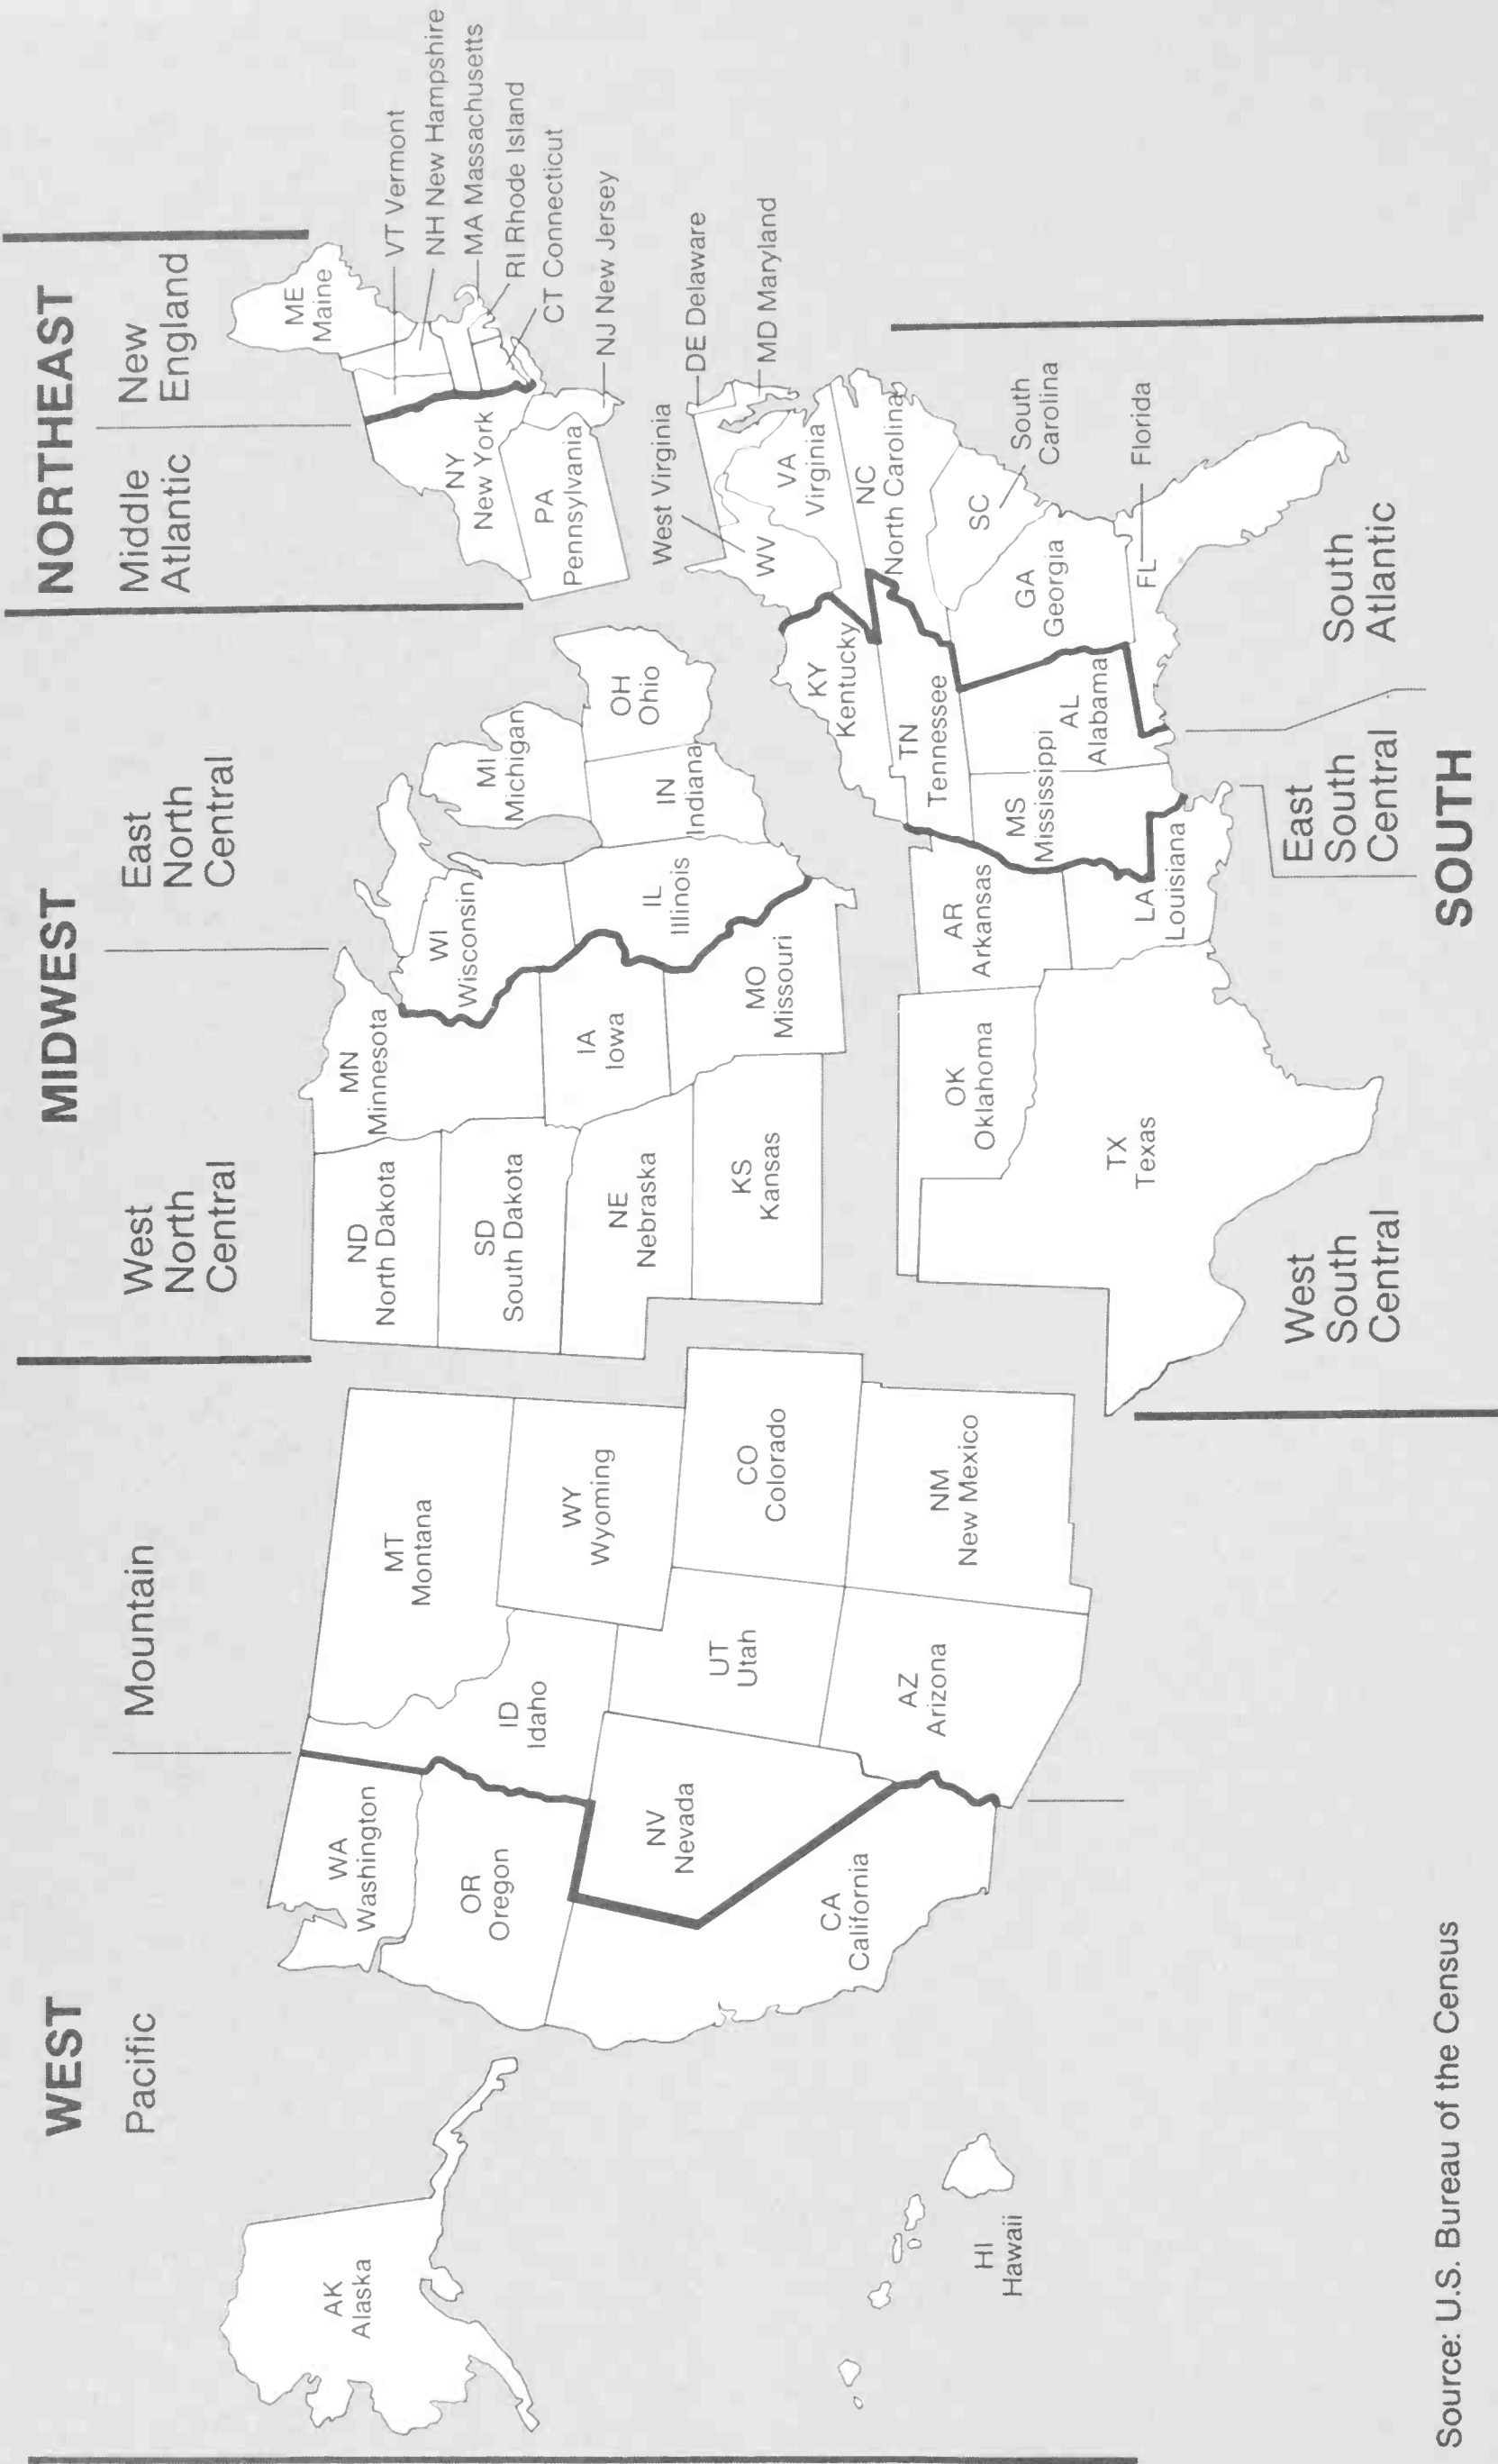 WEST
Pacific
Mountain
MIDWEST
West
North
Central
East
North
Central
NORTHEAST
Middle
Atlantic
New
England
AK
Alaska
HI
Hawaii
WA
Washington
OR
Oregon
CA
California
NV
Nevada
ID
Idaho
MT
Montana
WY
Wyoming
UT
Utah
CO
Colorado
AZ
Arizona
NM
New Mexico
ND
North Dakota
SD
South Dakota
NE
Nebraska
KS
Kansas
MN
Minnesota
IA
Iowa
MO
Missouri
WI
Wisconsin
IL
Illinois
MI
Michigan
IN
Indiana
OH
Ohio
NY
New York
PA
Pennsylvania
ME
Maine
VT Vermont
NH New Hampshire
MA Massachusetts
RI Rhode Island
CT Connecticut
NJ New Jersey
DE Delaware
MD Maryland
West Virginia
WV
VA
Virginia
NC
North Carolina
SC
South
Carolina
GA
Georgia
FL
Florida
KY
Kentucky
TN
Tennessee
MS
Mississippi
AL
Alabama
AR
Arkansas
LA
Louisiana
OK
Oklahoma
TX
Texas
West
South
Central
East
South
Central
South
Atlantic
SOUTH
Source: U.S. Bureau of the Census